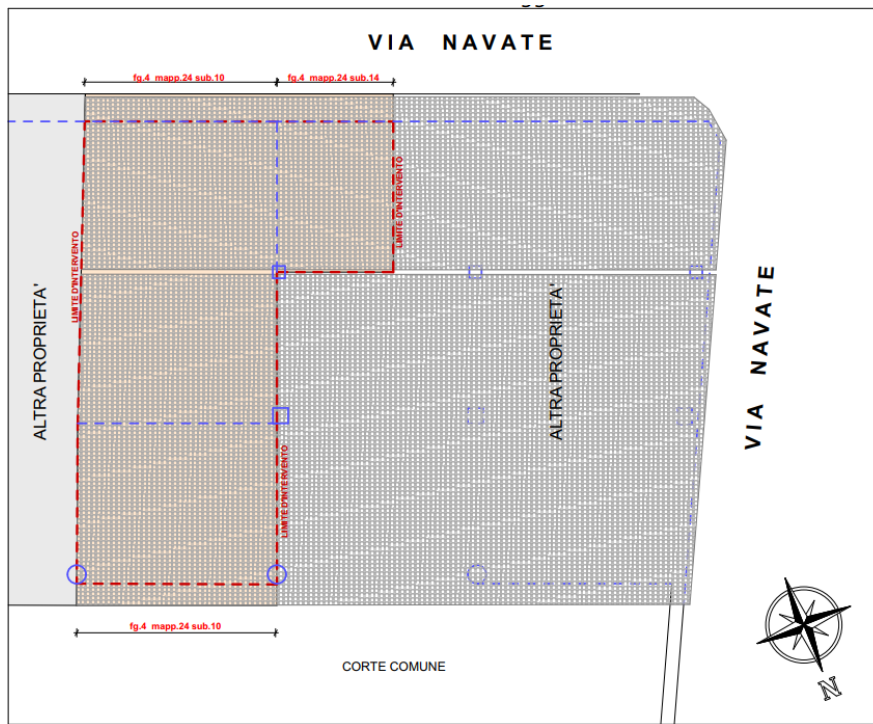 VIA NAVATE
fg.4 mapp.24 sub.10
fg.4 mapp.24 sub.14
LIMITE D'INTERVENTO
LIMITE D'INTERVENTO
ALTRA PROPRIETA'
ALTRA PROPRIETA'
VIA NAVATE
LIMITE D'INTERVENTO
fg.4 mapp.24 sub.10
CORTE COMUNE
N